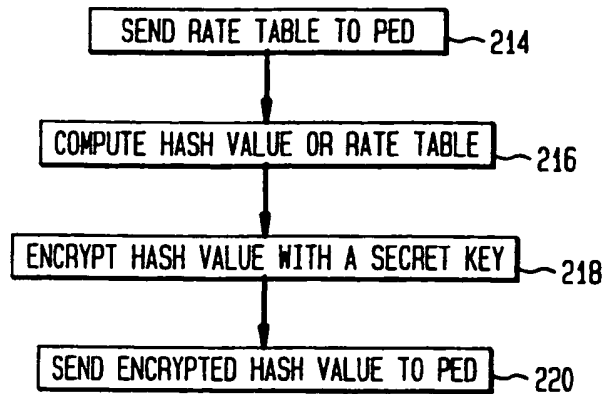 SEND RATE TABLE TO PED 214
COMPUTE HASH VALUE OR RATE TABLE 216
ENCRYPT HASH VALUE WITH A SECRET KEY 218
SEND ENCRYPTED HASH VALUE TO PED 220